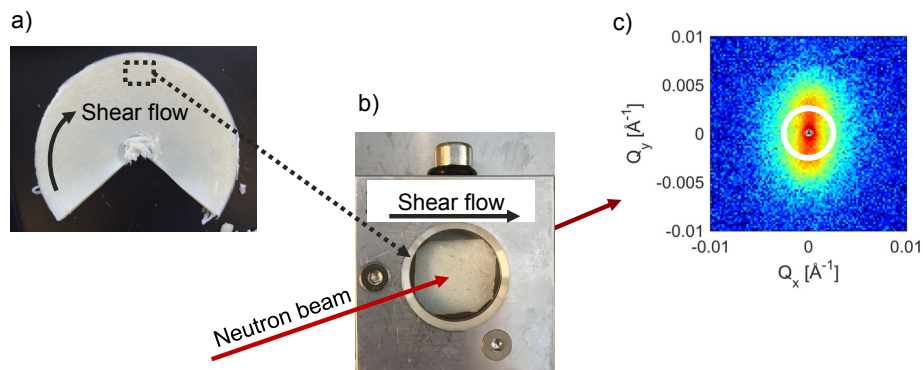 a)
Shear flow
b)
Shear flow
Neutron beam
c)
0.01
0.005
0
-0.005
-0.01
Q_y [Å⁻¹]
-0.01 0 0.01
Q_x [Å⁻¹]